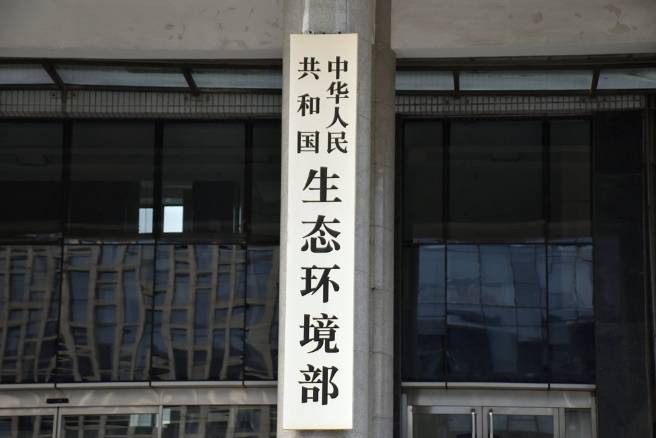 中华人民
共和国
生态环境部